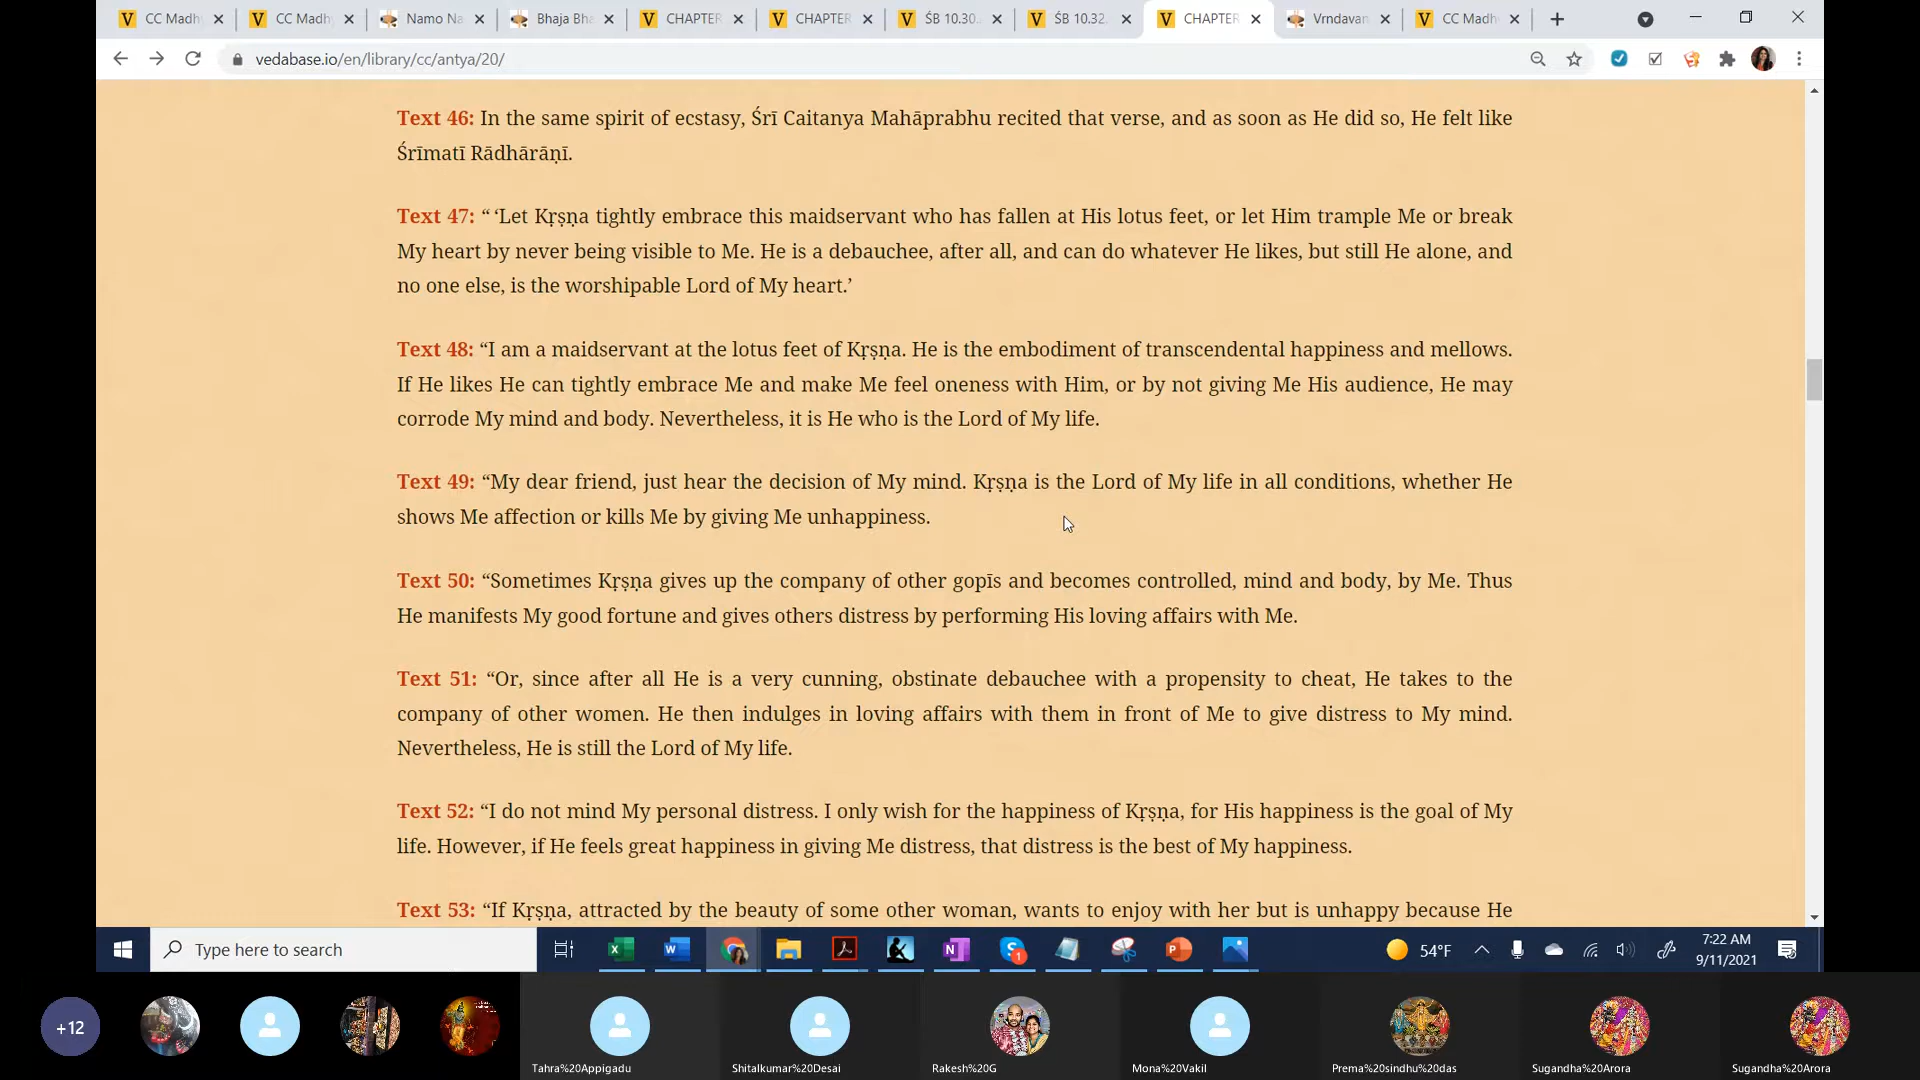 CC Madhy
CC Madhy
Namo Na
Bhaja Bha
CHAPTER
CHAPTER
ŚB 10.30.
ŚB 10.32.
CHAPTER
Vrndavan
CC Madh
vedabase.io/en/library/cc/antya/20/
Text 46: In the same spirit of ecstasy, Śrī Caitanya Mahāprabhu recited that verse, and as soon as He did so, He felt like
Śrīmatī Rādhārāṇī.
Text 47: “ ‘Let Kṛṣṇa tightly embrace this maidservant who has fallen at His lotus feet, or let Him trample Me or break
My heart by never being visible to Me. He is a debauchee, after all, and can do whatever He likes, but still He alone, and
no one else, is the worshipable Lord of My heart.’
Text 48: “I am a maidservant at the lotus feet of Kṛṣṇa. He is the embodiment of transcendental happiness and mellows.
If He likes He can tightly embrace Me and make Me feel oneness with Him, or by not giving Me His audience, He may
corrode My mind and body. Nevertheless, it is He who is the Lord of My life.
Text 49: “My dear friend, just hear the decision of My mind. Kṛṣṇa is the Lord of My life in all conditions, whether He
shows Me affection or kills Me by giving Me unhappiness.
Text 50: “Sometimes Kṛṣṇa gives up the company of other gopīs and becomes controlled, mind and body, by Me. Thus
He manifests My good fortune and gives others distress by performing His loving affairs with Me.
Text 51: “Or, since after all He is a very cunning, obstinate debauchee with a propensity to cheat, He takes to the
company of other women. He then indulges in loving affairs with them in front of Me to give distress to My mind.
Nevertheless, He is still the Lord of My life.
Text 52: “I do not mind My personal distress. I only wish for the happiness of Kṛṣṇa, for His happiness is the goal of My
life. However, if He feels great happiness in giving Me distress, that distress is the best of My happiness.
Text 53: “If Kṛṣṇa, attracted by the beauty of some other woman, wants to enjoy with her but is unhappy because He
Type here to search
54°F
7:22 AM
9/11/2021
+12
Tahra%20Appigadu
Shitalkumar%20Desai
Rakesh%20G
Mona%20Vakil
Prema%20sindhu%20das
Sugandha%20Arora
Sugandha%20Arora